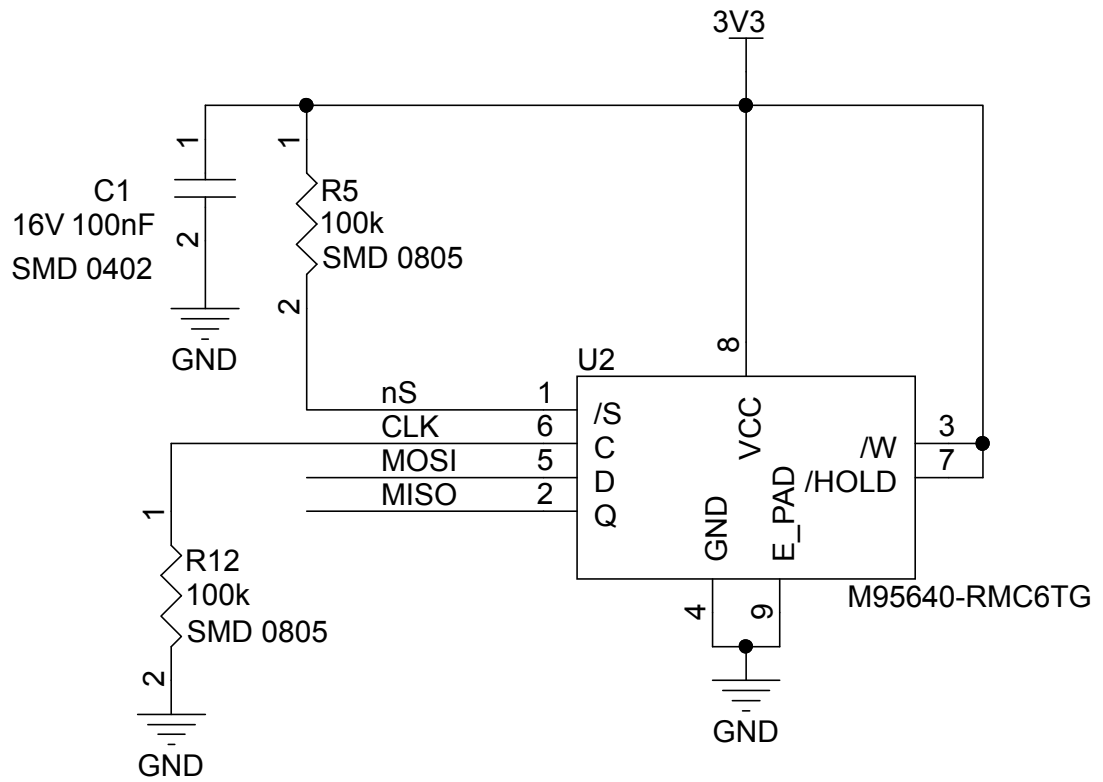 3V3
1
1
C1
16V 100nF
SMD 0402
2
R5
100k
SMD 0805
2
GND
8
U2
nS
1
/S
VCC
CLK
6
C
/W
3
MOSI
5
D
/HOLD
7
MISO
2
Q
GND
E_PAD
1
R12
100k
SMD 0805
4
9
M95640-RMC6TG
2
GND
GND